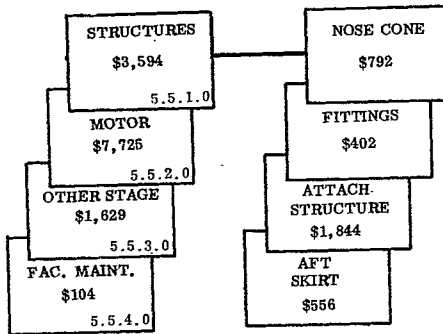 STRUCTURES
$3,594
5.5.1.0
MOTOR
$7,725
5.5.2.0
OTHER STAGE
$1,629
5.5.3.0
FAC. MAINT.
$104
5.5.4.0
NOSE CONE
$792
FITTINGS
$402
ATTACH.
STRUCTURE
$1,844
AFT
SKIRT
$556